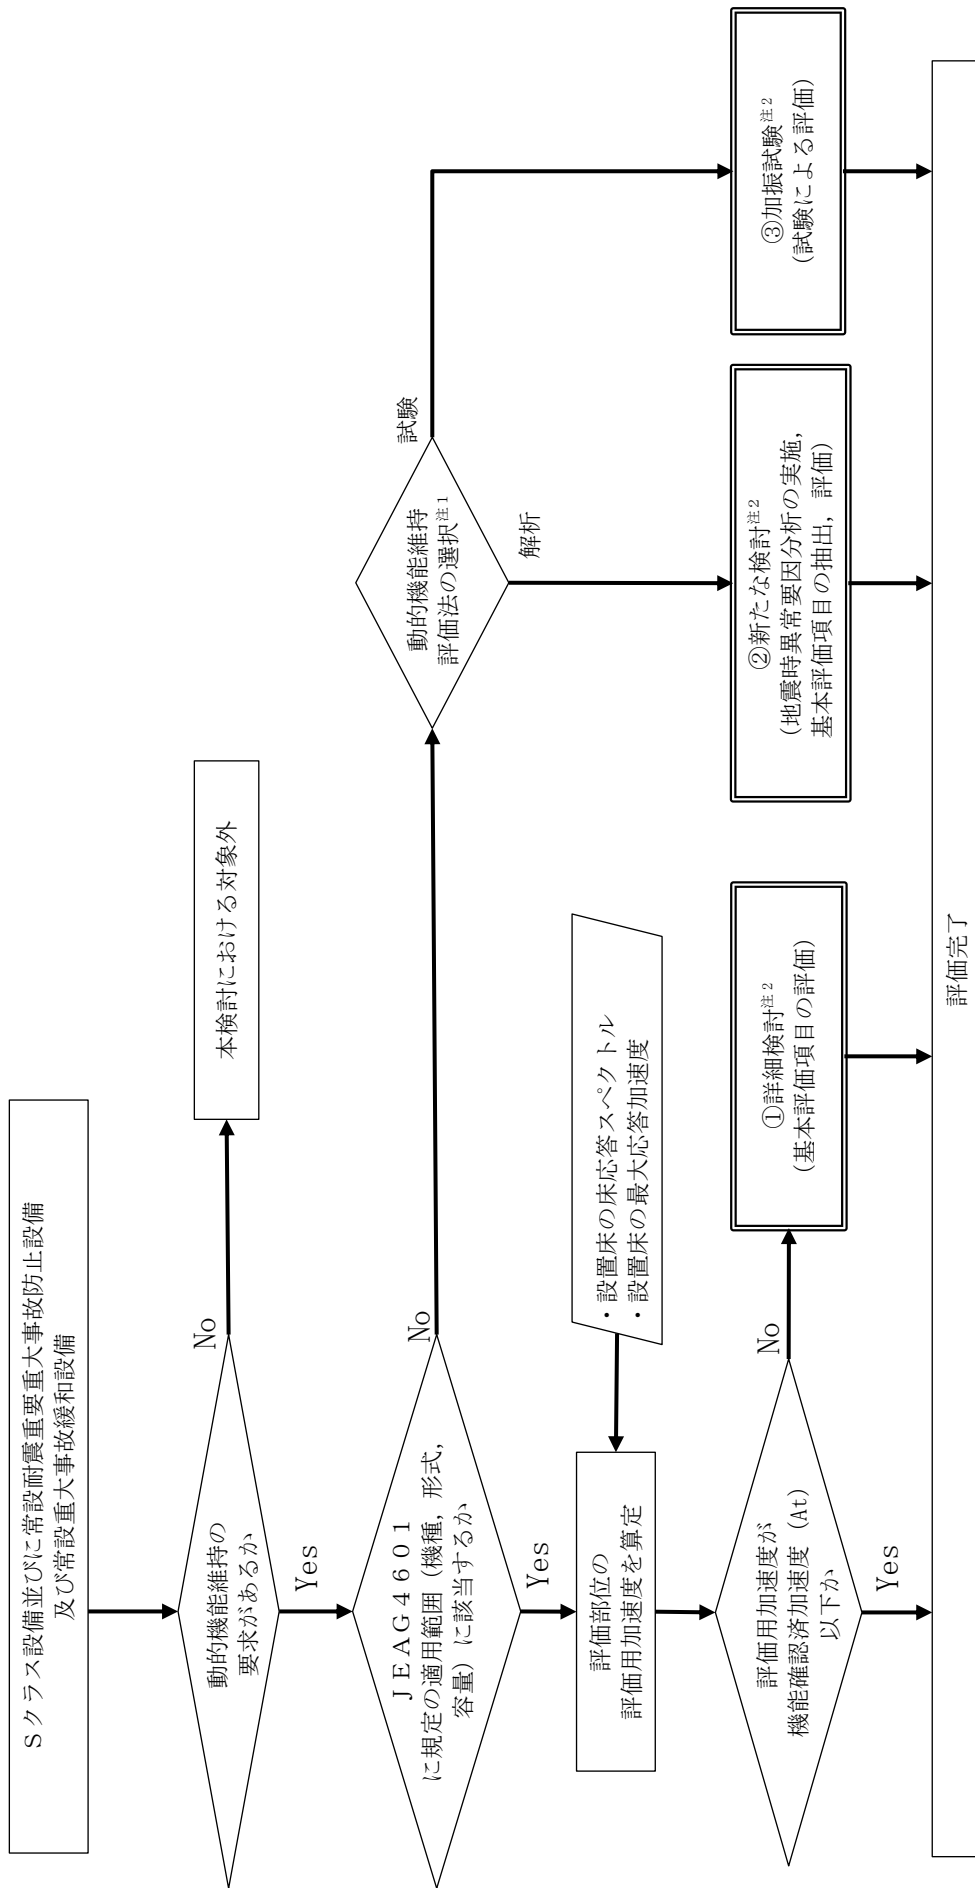 Ｓクラス設備並びに常設耐震重要重大事故防止設備
及び常設重大事故緩和設備
動的機能維持の
要求があるか
No
本検討における対象外
Yes
ＪＥＡＧ４６０１
に規定の適用範囲（機種，形式，
容量）に該当するか
No
動的機能維持
評価法の選択注１
試験
解析
Yes
評価部位の
評価用加速度を算定
・設置床の床応答スペクトル
・設置床の最大応答加速度
評価用加速度が
機能確認済加速度（At）
以下か
No
①詳細検討注２
(基本評価項目の評価)
②新たな検討注２
(地震時異常要因分析の実施，
基本評価項目の抽出，評価)
③加振試験注２
(試験による評価)
Yes
評価完了